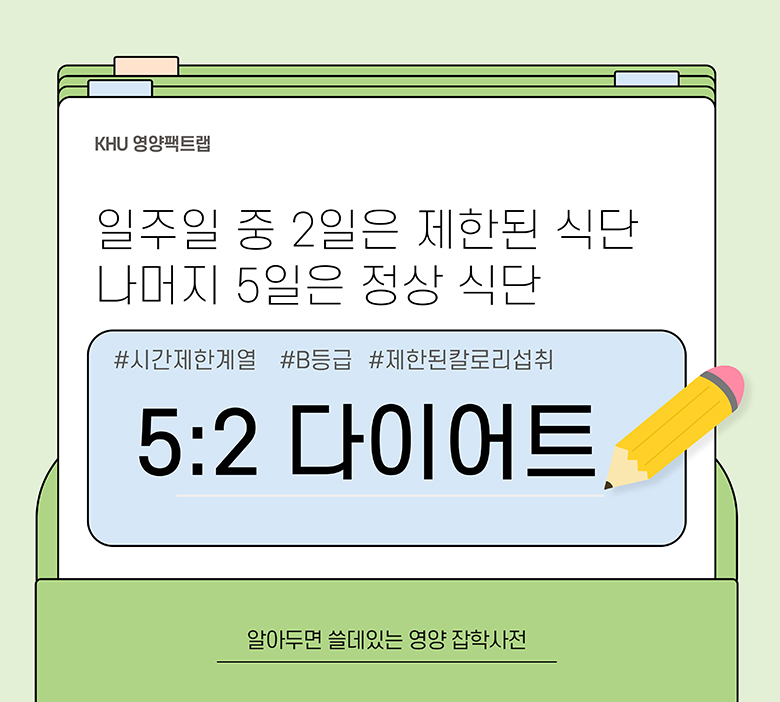 KHU 영양팩트랩
일주일 중 2일은 제한된 식단
나머지 5일은 정상 식단
#시간제한계열 #B등급 #제한된칼로리섭취
5:2 다이어트
알아두면 쓸데있는 영양 잡학사전